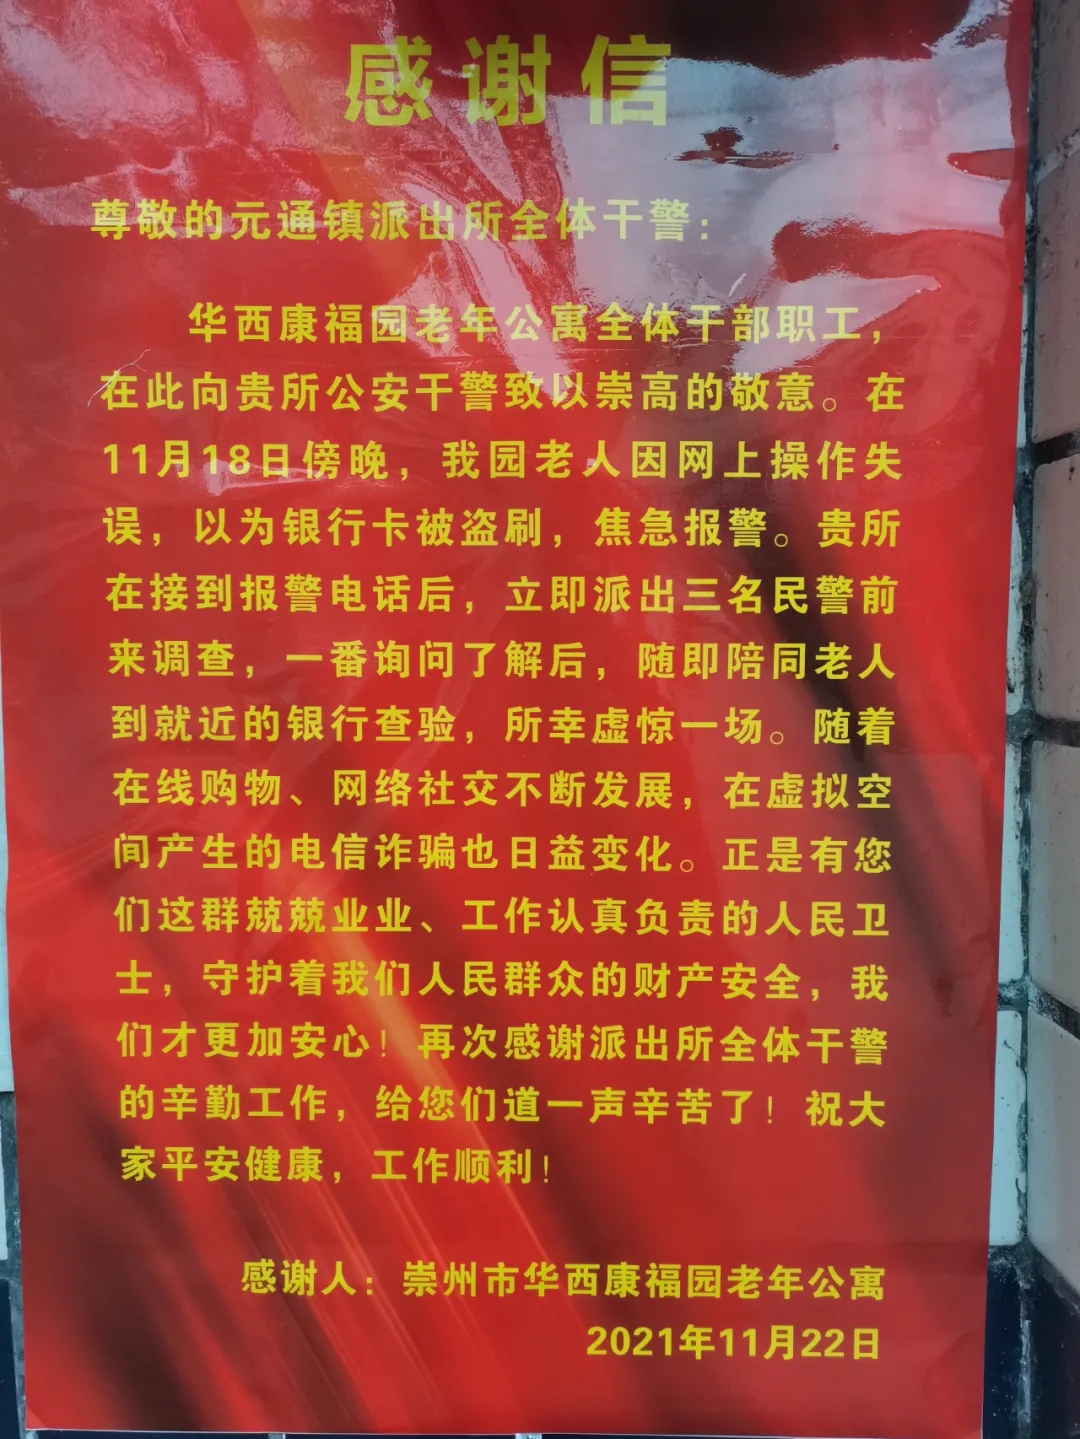 感谢信
尊敬的元通镇派出所全体干警：
华西康福园老年公寓全体干部职工，
在此向贵所公安干警致以崇高的敬意。在
11月18日傍晚，我园老人因网上操作失
误，以为银行卡被盗刷，焦急报警。贵所
在接到报警电话后，立即派出三名民警前
来调查，一番询问了解后，随即陪同老人
到就近的银行查验，所幸虚惊一场。随着
在线购物、网络社交不断发展，在虚拟空
间产生的电信诈骗也日益变化。正是有您
们这群兢兢业业、工作认真负责的人民卫
士，守护着我们人民群众的财产安全，我
们才更加安心！再次感谢派出所全体干警
的辛勤工作，给您们道一声辛苦了！祝大
家平安健康，工作顺利！
感谢人：崇州市华西康福园老年公寓
2021年11月22日